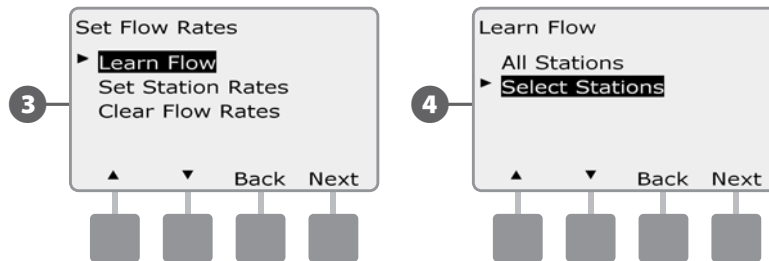 Set Flow Rates
► Learn Flow
Set Station Rates
Clear Flow Rates
▲ ▼ Back Next
3
Learn Flow
All Stations
► Select Stations
▲ ▼ Back Next
4